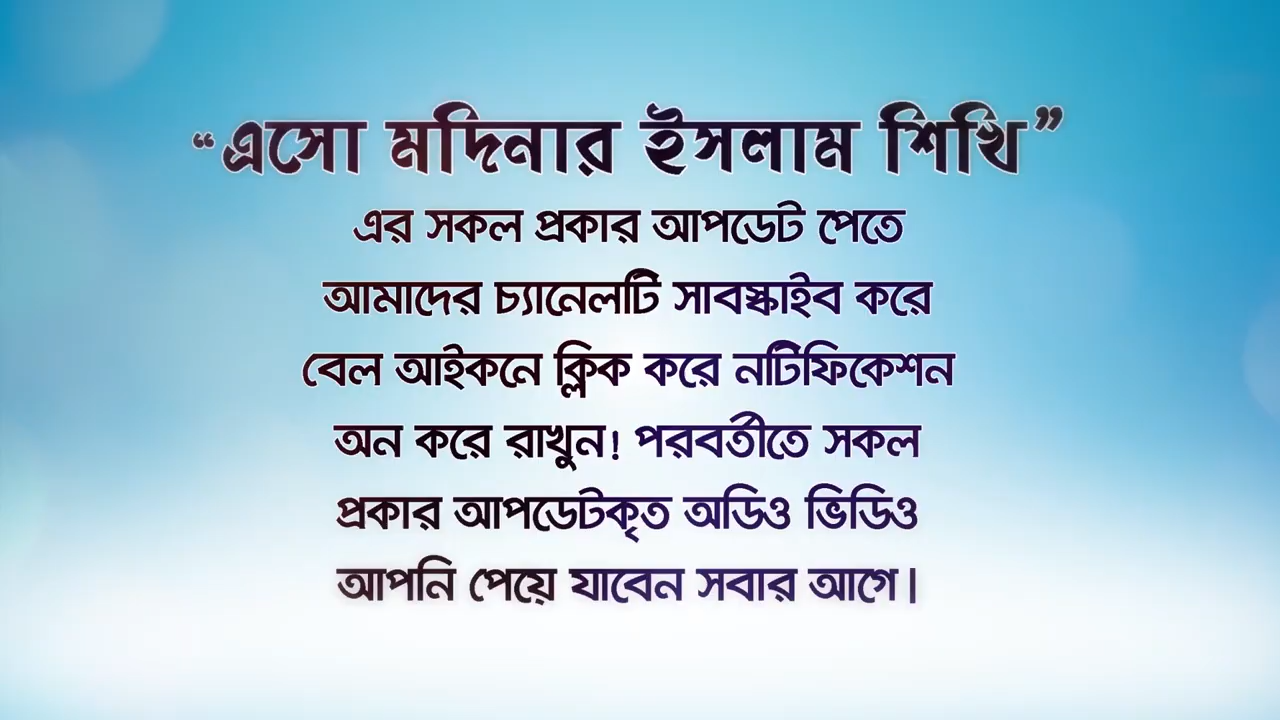 “এসো মদিনার ইসলাম শিখি”
এর সকল প্রকার আপডেট পেতে
আমাদের চ্যানেলটি সাবস্কাইব করে
বেল আইকনে ক্লিক করে নটিফিকেশন
অন করে রাখুন! পরবর্তীতে সকল
প্রকার আপডেটকৃত অডিও ভিডিও
আপনি পেয়ে যাবেন সবার আগে।